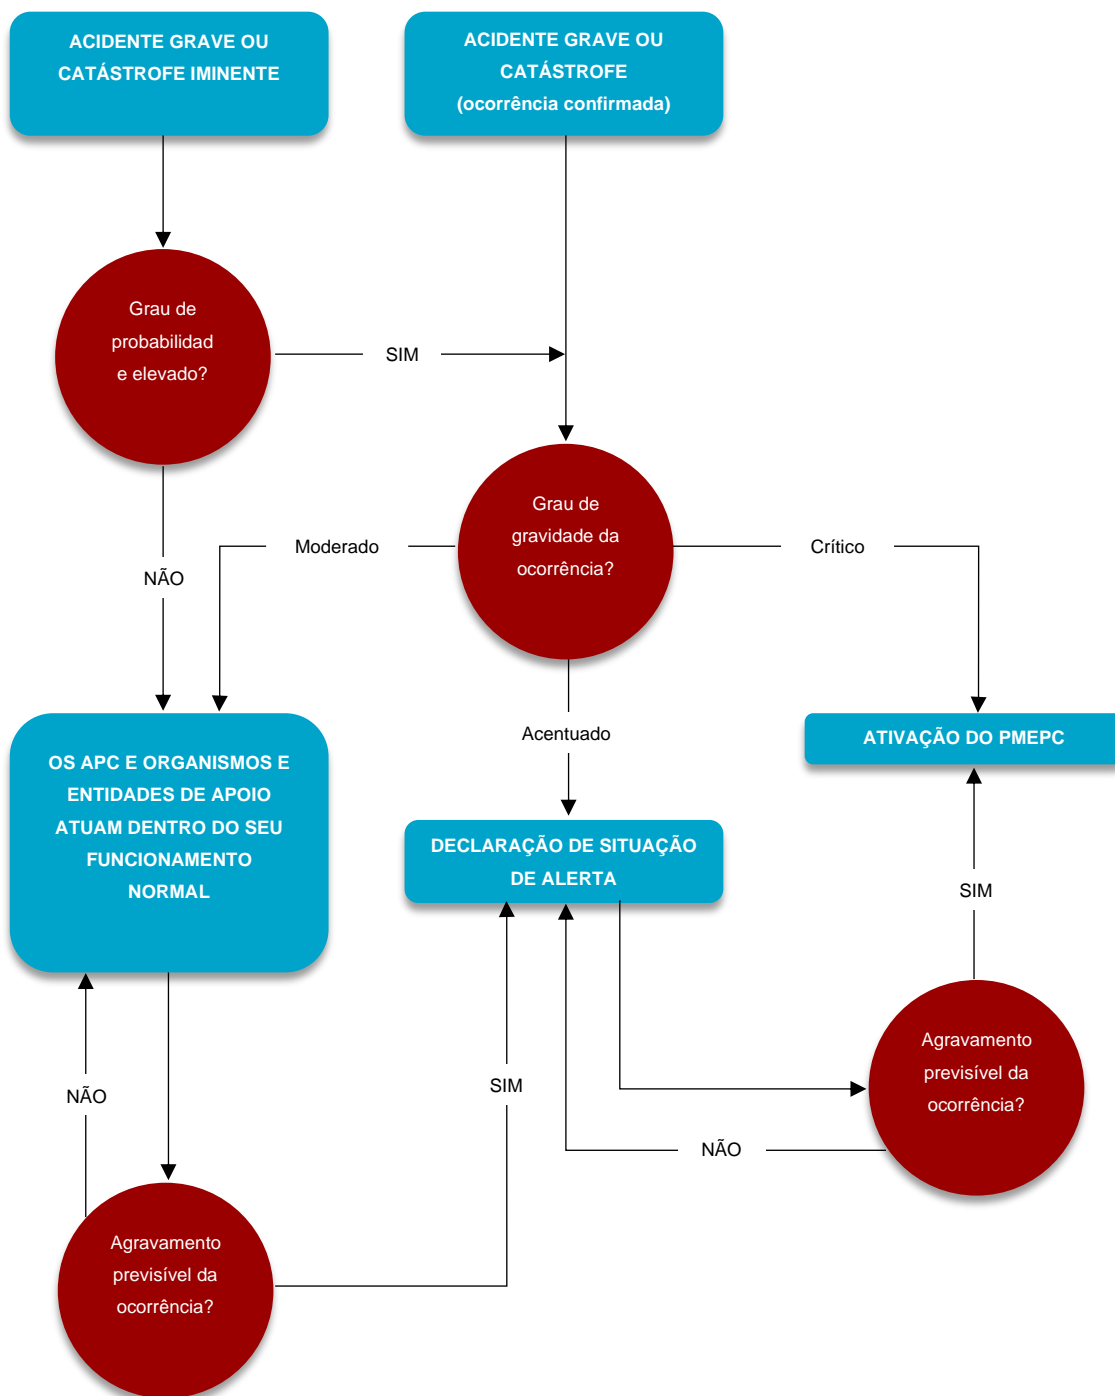 ACIDENTE GRAVE OU
CATÁSTROFE IMINENTE
ACIDENTE GRAVE OU
CATÁSTROFE
(ocorrência confirmada)
Grau de
probabilidad
e elevado?
SIM
Grau de
gravidade da
ocorrência?
Moderado
Crítico
NÃO
Acentuado
OS APC E ORGANISMOS E
ENTIDADES DE APOIO
ATUAM DENTRO DO SEU
FUNCIONAMENTO
NORMAL
ATIVAÇÃO DO PMEPC
DECLARAÇÃO DE SITUAÇÃO
DE ALERTA
SIM
Agravamento
previsível da
ocorrência?
NÃO
SIM
NÃO
Agravamento
previsível da
ocorrência?